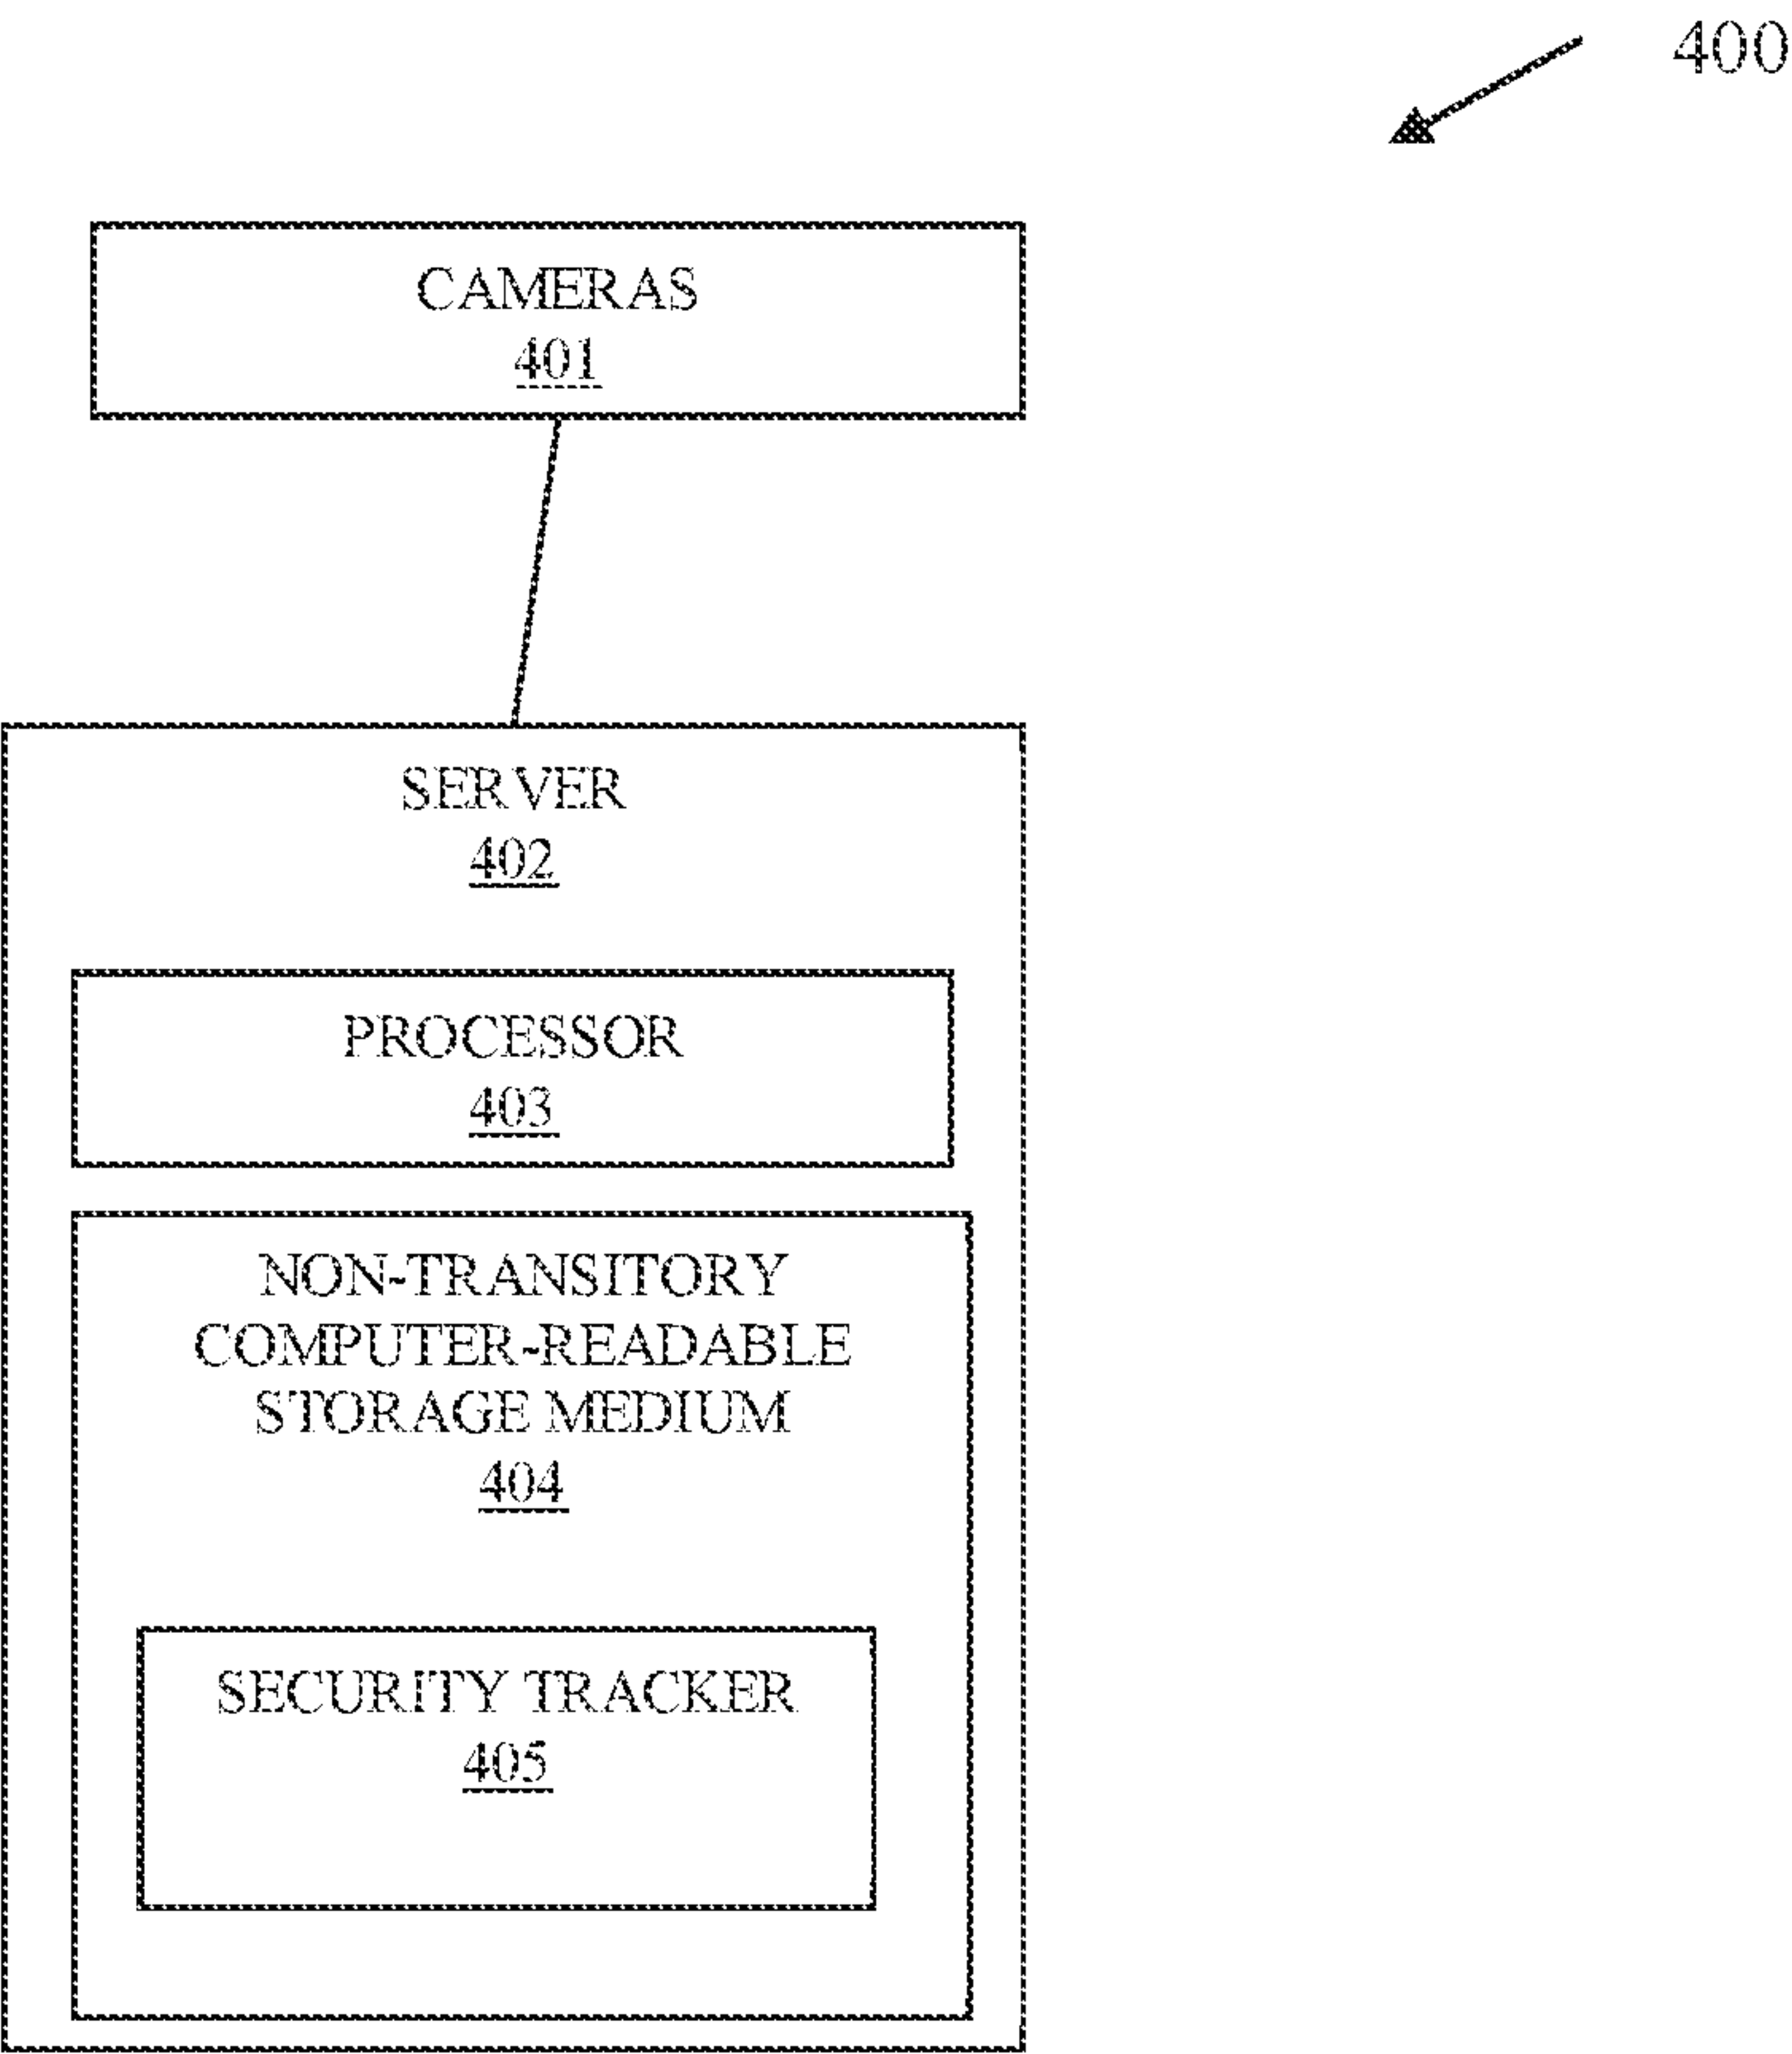 400
CAMERAS
401
SERVER
402
PROCESSOR
403
NON-TRANSITORY
COMPUTER-READABLE
STORAGE MEDIUM
404
SECURITY TRACKER
405